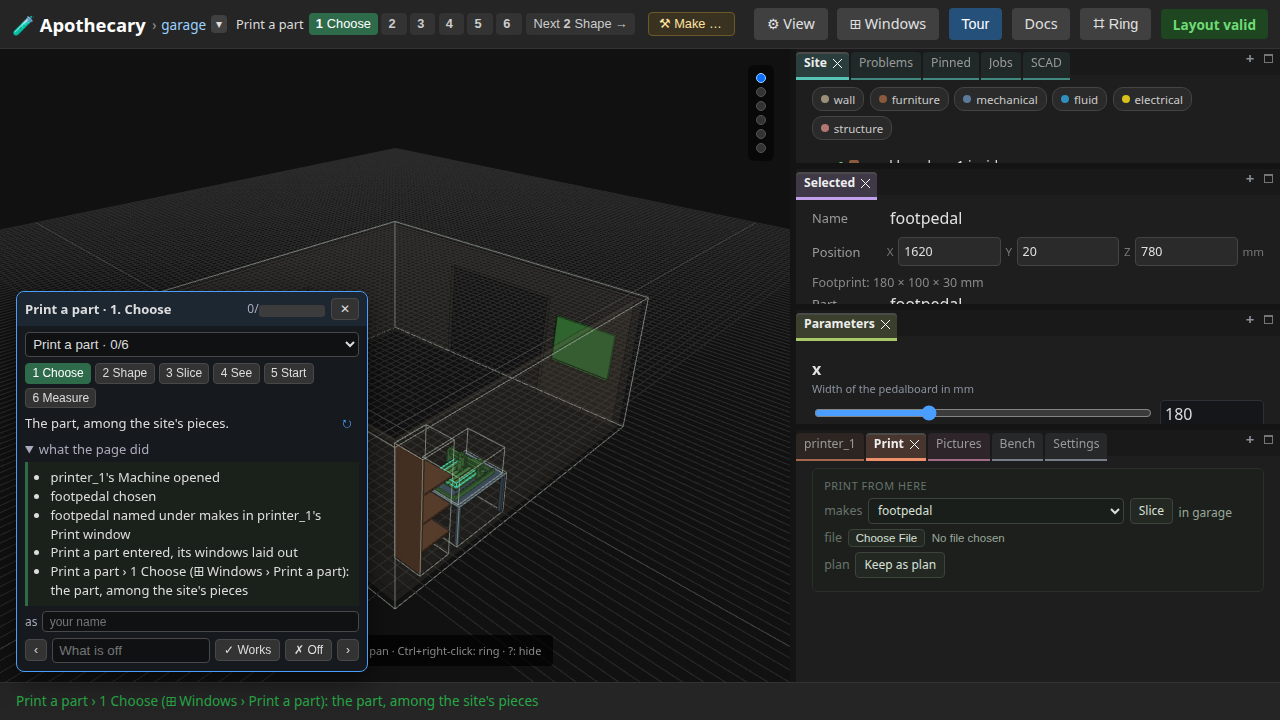 🧪 Apothecary › garage ▾ Print a part 1 Choose 2 3 4 5 6 Next 2 Shape → ⚒ Make … ⚙ View ⊞ Windows Tour Docs ⌗ Ring Layout valid
Site Problems Pinned Jobs SCAD
wall furniture mechanical fluid electrical
structure
Selected
Name footpedal
Position X 1620 Y 20 Z 780 mm
Footprint: 180 × 100 × 30 mm
Part footpedal
Parameters
x
Width of the pedalboard in mm
180
printer_1 Print Pictures Bench Settings
PRINT FROM HERE
makes footpedal Slice in garage
file Choose File No file chosen
plan Keep as plan
Print a part · 1. Choose 0/ ✕
Print a part · 0/6
1 Choose 2 Shape 3 Slice 4 See 5 Start
6 Measure
The part, among the site's pieces. ↻
▼ what the page did
• printer_1's Machine opened
• footpedal chosen
• footpedal named under makes in printer_1's
Print window
• Print a part entered, its windows laid out
• Print a part › 1 Choose (⊞ Windows › Print a part):
the part, among the site's pieces
as your name
‹ What is off ✓ Works ✗ Off ›
pan · Ctrl+right-click: ring · ?: hide
Print a part › 1 Choose (⊞ Windows › Print a part): the part, among the site's pieces